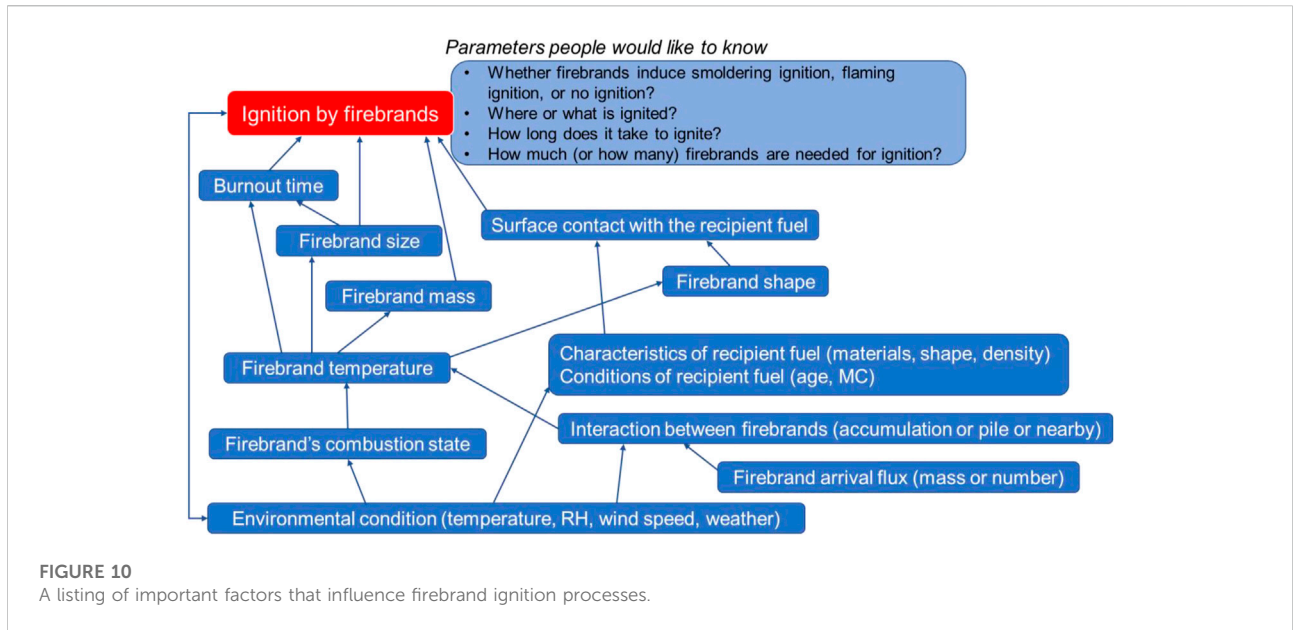 Parameters people would like to know
• Whether firebrands induce smoldering ignition, flaming
ignition, or no ignition?
• Where or what is ignited?
• How long does it take to ignite?
• How much (or how many) firebrands are needed for ignition?
Ignition by firebrands
Burnout time
Surface contact with the recipient fuel
Firebrand size
Firebrand shape
Firebrand mass
Firebrand temperature
Characteristics of recipient fuel (materials, shape, density)
Conditions of recipient fuel (age, MC)
Interaction between firebrands (accumulation or pile or nearby)
Firebrand's combustion state
Firebrand arrival flux (mass or number)
Environmental condition (temperature, RH, wind speed, weather)
FIGURE 10
A listing of important factors that influence firebrand ignition processes.